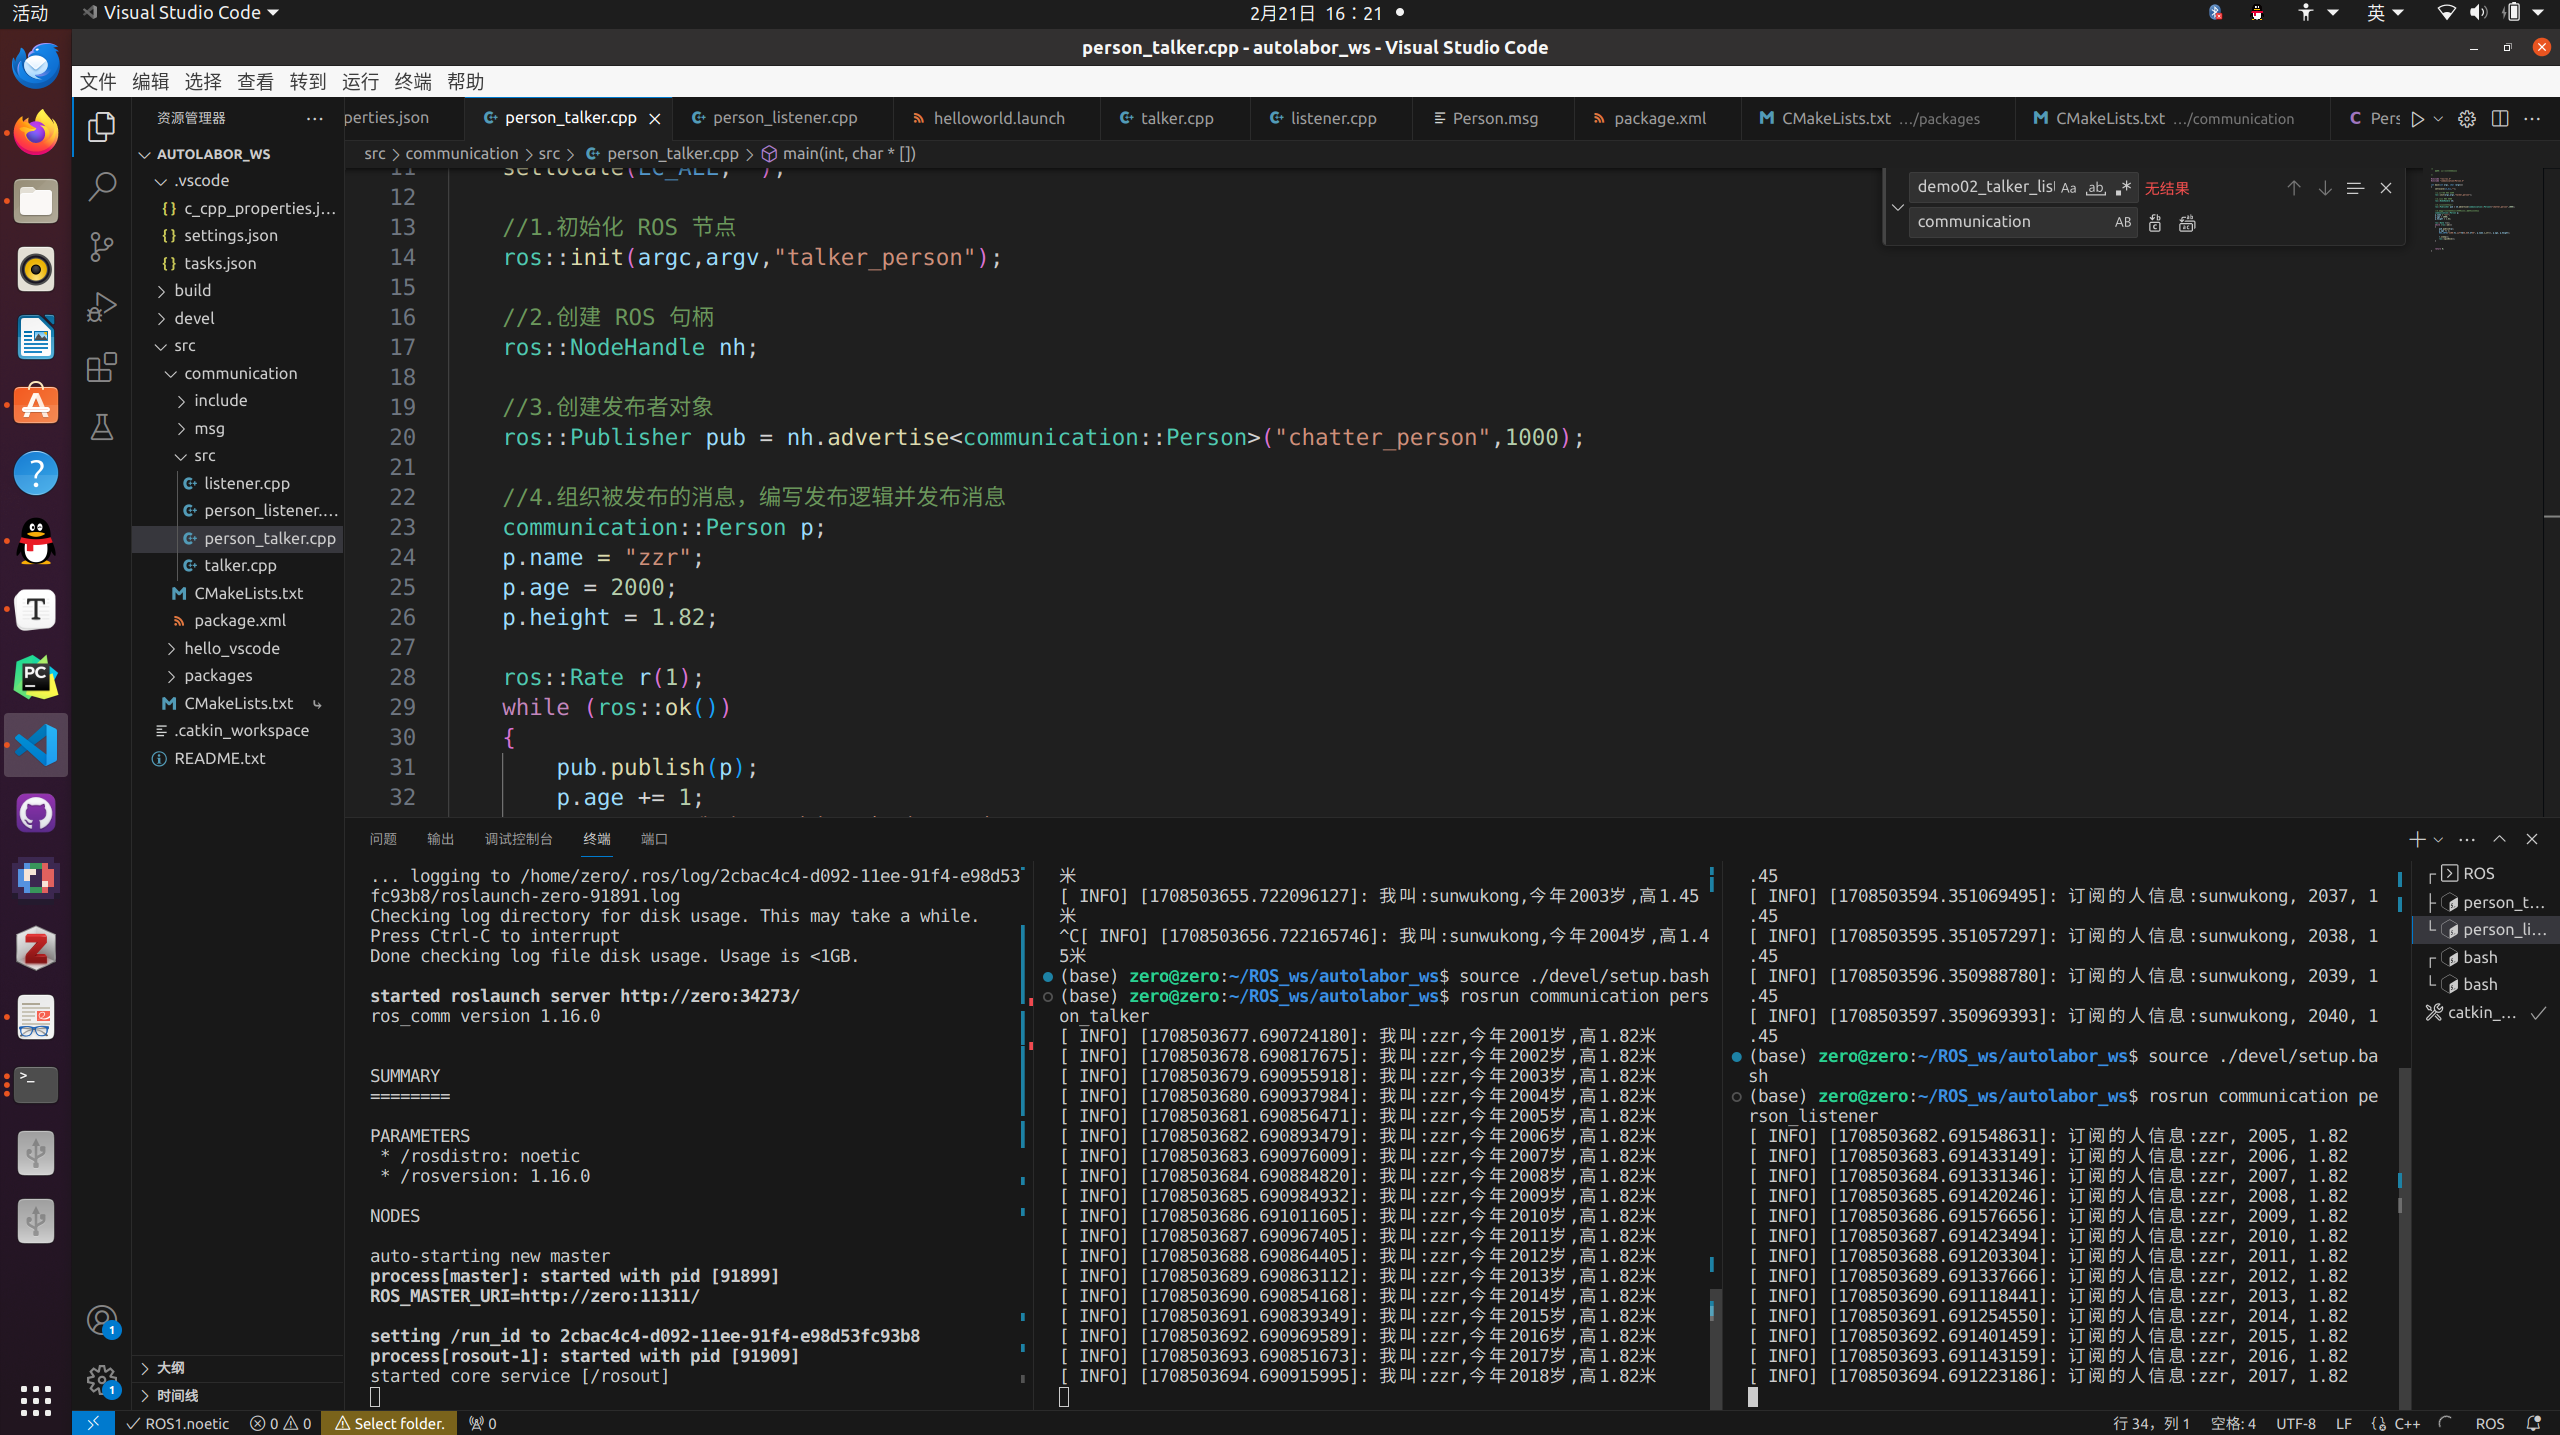 活动
Visual Studio Code
2月21日 16：21
英
person_talker.cpp - autolabor_ws - Visual Studio Code
文件 编辑 选择 查看 转到 运行 终端 帮助
资源管理器
AUTOLABOR_WS
.vscode
c_cpp_properties.j...
settings.json
tasks.json
build
devel
src
communication
include
msg
src
listener.cpp
person_listener....
person_talker.cpp
talker.cpp
CMakeLists.txt
package.xml
hello_vscode
packages
CMakeLists.txt
.catkin_workspace
README.txt
大纲
时间线
perties.json
person_talker.cpp
person_listener.cpp
helloworld.launch
talker.cpp
listener.cpp
Person.msg
package.xml
CMakeLists.txt .../packages
CMakeLists.txt .../communication
Pers
src > communication > src > person_talker.cpp > main(int, char * [])
demo02_talker_list
Aa ab .*
无结果
communication
AB
11 setlocale(LC_ALL,"");
12
13 //1.初始化 ROS 节点
14 ros::init(argc,argv,"talker_person");
15
16 //2.创建 ROS 句柄
17 ros::NodeHandle nh;
18
19 //3.创建发布者对象
20 ros::Publisher pub = nh.advertise<communication::Person>("chatter_person",1000);
21
22 //4.组织被发布的消息，编写发布逻辑并发布消息
23 communication::Person p;
24 p.name = "zzr";
25 p.age = 2000;
26 p.height = 1.82;
27
28 ros::Rate r(1);
29 while (ros::ok())
30 {
31 pub.publish(p);
32 p.age += 1;
问题 输出 调试控制台 终端 端口
... logging to /home/zero/.ros/log/2cbac4c4-d092-11ee-91f4-e98d53
fc93b8/roslaunch-zero-91891.log
Checking log directory for disk usage. This may take a while.
Press Ctrl-C to interrupt
Done checking log file disk usage. Usage is <1GB.
started roslaunch server http://zero:34273/
ros_comm version 1.16.0
SUMMARY
========
PARAMETERS
* /rosdistro: noetic
* /rosversion: 1.16.0
NODES
auto-starting new master
process[master]: started with pid [91899]
ROS_MASTER_URI=http://zero:11311/
setting /run_id to 2cbac4c4-d092-11ee-91f4-e98d53fc93b8
process[rosout-1]: started with pid [91909]
started core service [/rosout]
米
[ INFO] [1708503655.722096127]: 我叫:sunwukong,今年2003岁,高1.45
米
^C[ INFO] [1708503656.722165746]: 我叫:sunwukong,今年2004岁,高1.4
5米
(base) zero@zero:~/ROS_ws/autolabor_ws$ source ./devel/setup.bash
(base) zero@zero:~/ROS_ws/autolabor_ws$ rosrun communication pers
on_talker
[ INFO] [1708503677.690724180]: 我叫:zzr,今年2001岁,高1.82米
[ INFO] [1708503678.690817675]: 我叫:zzr,今年2002岁,高1.82米
[ INFO] [1708503679.690955918]: 我叫:zzr,今年2003岁,高1.82米
[ INFO] [1708503680.690937984]: 我叫:zzr,今年2004岁,高1.82米
[ INFO] [1708503681.690856471]: 我叫:zzr,今年2005岁,高1.82米
[ INFO] [1708503682.690893479]: 我叫:zzr,今年2006岁,高1.82米
[ INFO] [1708503683.690976009]: 我叫:zzr,今年2007岁,高1.82米
[ INFO] [1708503684.690884820]: 我叫:zzr,今年2008岁,高1.82米
[ INFO] [1708503685.690984932]: 我叫:zzr,今年2009岁,高1.82米
[ INFO] [1708503686.691011605]: 我叫:zzr,今年2010岁,高1.82米
[ INFO] [1708503687.690967405]: 我叫:zzr,今年2011岁,高1.82米
[ INFO] [1708503688.690864405]: 我叫:zzr,今年2012岁,高1.82米
[ INFO] [1708503689.690863112]: 我叫:zzr,今年2013岁,高1.82米
[ INFO] [1708503690.690854168]: 我叫:zzr,今年2014岁,高1.82米
[ INFO] [1708503691.690839349]: 我叫:zzr,今年2015岁,高1.82米
[ INFO] [1708503692.690969589]: 我叫:zzr,今年2016岁,高1.82米
[ INFO] [1708503693.690851673]: 我叫:zzr,今年2017岁,高1.82米
[ INFO] [1708503694.690915995]: 我叫:zzr,今年2018岁,高1.82米
.45
[ INFO] [1708503594.351069495]: 订阅的人信息:sunwukong, 2037, 1
.45
[ INFO] [1708503595.351057297]: 订阅的人信息:sunwukong, 2038, 1
.45
[ INFO] [1708503596.350988780]: 订阅的人信息:sunwukong, 2039, 1
.45
[ INFO] [1708503597.350969393]: 订阅的人信息:sunwukong, 2040, 1
.45
(base) zero@zero:~/ROS_ws/autolabor_ws$ source ./devel/setup.ba
sh
(base) zero@zero:~/ROS_ws/autolabor_ws$ rosrun communication pe
rson_listener
[ INFO] [1708503682.691548631]: 订阅的人信息:zzr, 2005, 1.82
[ INFO] [1708503683.691433149]: 订阅的人信息:zzr, 2006, 1.82
[ INFO] [1708503684.691331346]: 订阅的人信息:zzr, 2007, 1.82
[ INFO] [1708503685.691420246]: 订阅的人信息:zzr, 2008, 1.82
[ INFO] [1708503686.691576656]: 订阅的人信息:zzr, 2009, 1.82
[ INFO] [1708503687.691423494]: 订阅的人信息:zzr, 2010, 1.82
[ INFO] [1708503688.691203304]: 订阅的人信息:zzr, 2011, 1.82
[ INFO] [1708503689.691337666]: 订阅的人信息:zzr, 2012, 1.82
[ INFO] [1708503690.691118441]: 订阅的人信息:zzr, 2013, 1.82
[ INFO] [1708503691.691254550]: 订阅的人信息:zzr, 2014, 1.82
[ INFO] [1708503692.691401459]: 订阅的人信息:zzr, 2015, 1.82
[ INFO] [1708503693.691143159]: 订阅的人信息:zzr, 2016, 1.82
[ INFO] [1708503694.691223186]: 订阅的人信息:zzr, 2017, 1.82
ROS
person_t...
person_li...
bash
bash
catkin_...
ROS1.noetic 0 0 Select folder. 0
行 34，列 1 空格: 4 UTF-8 LF C++ ROS